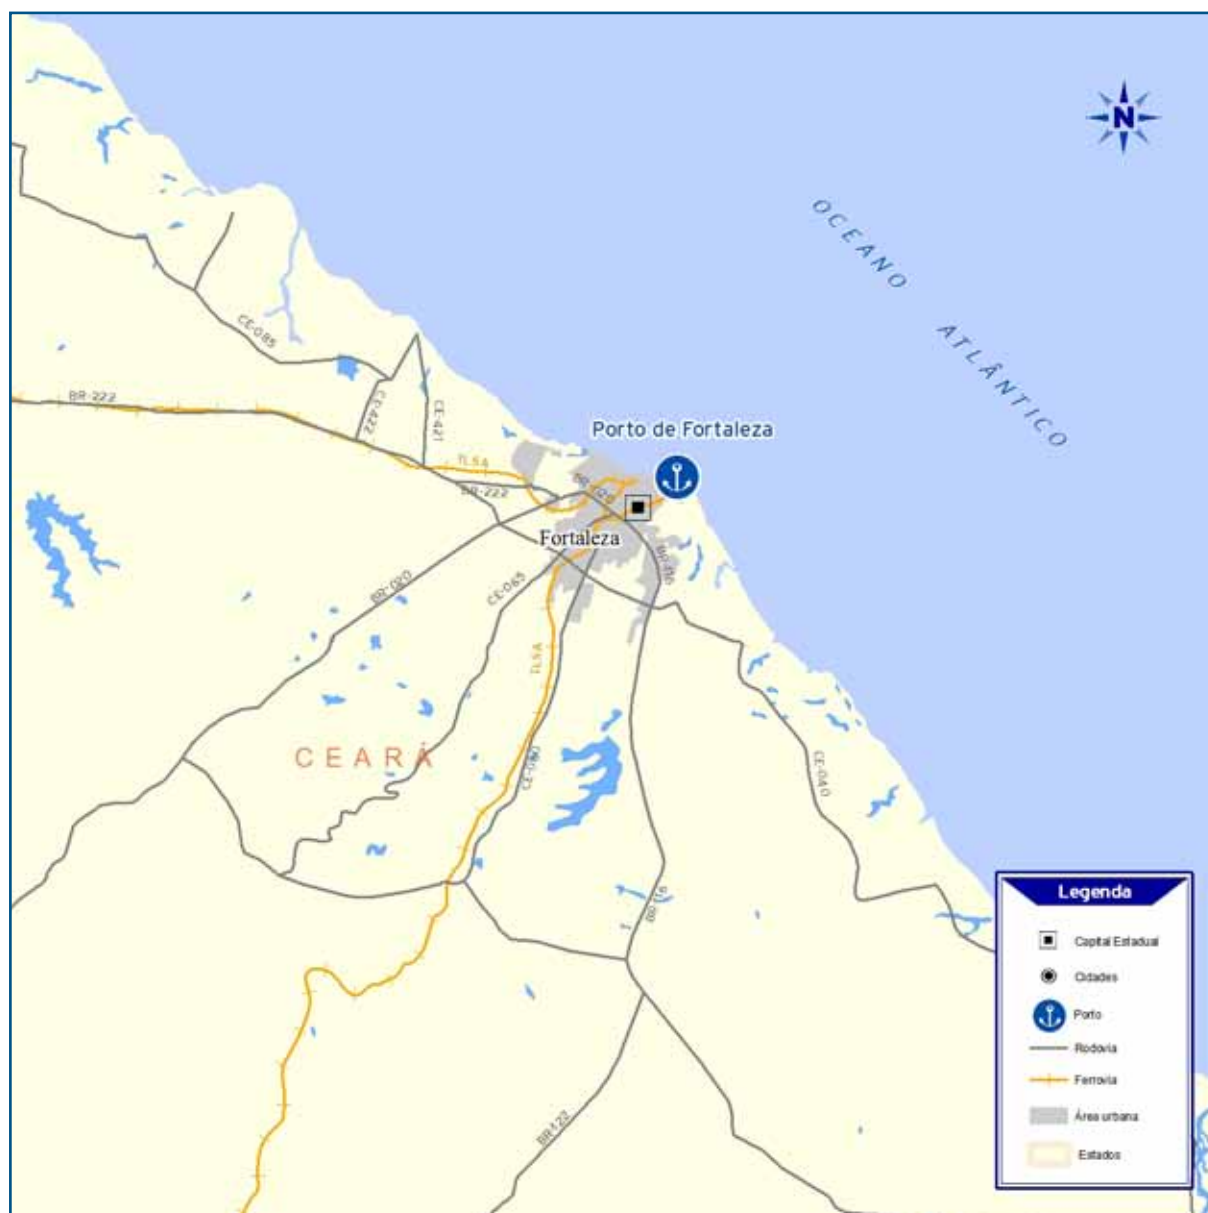 N
OCEANO
ATLÂNTICO
CE-085
BR-222
CE-422
CE-421
Porto de Fortaleza
TLSA
BR-222
BR-020
Fortaleza
BR-116
BR-020
CE-065
TLSA
CEARÁ
CE-060
CE-040
BR-116
BR-122
Legenda
Capital Estadual
Cidades
Porto
Rodovia
Ferrovia
Área urbana
Estados